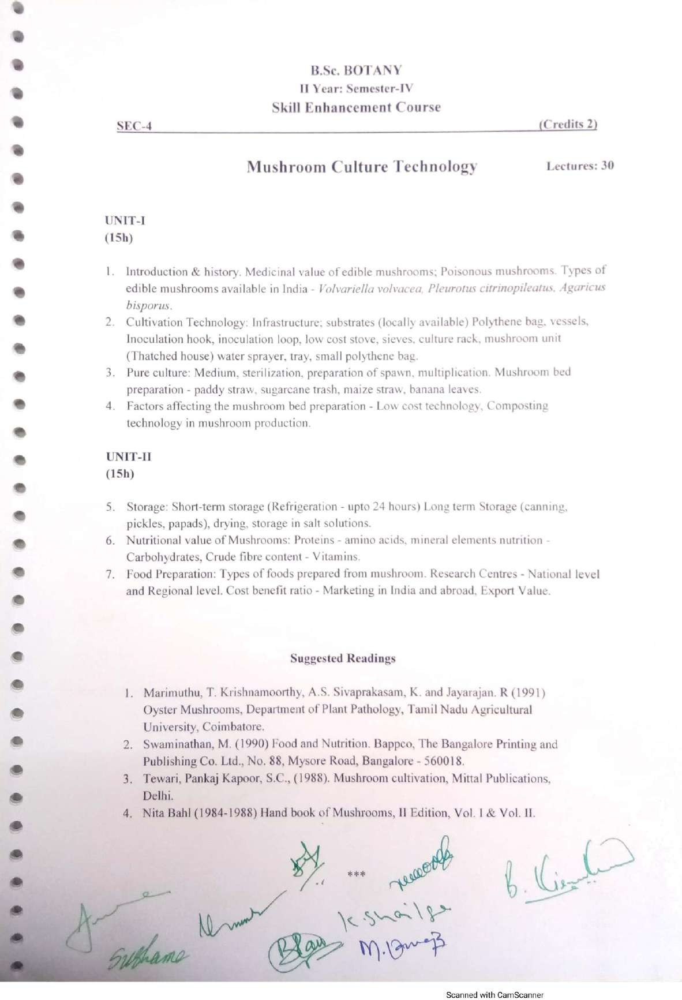 B.Sc. BOTANY
II Year: Semester-IV
Skill Enhancement Course
SEC-4 (Credits 2)
Mushroom Culture Technology Lectures: 30
UNIT-I
(15h)
1. Introduction & history. Medicinal value of edible mushrooms; Poisonous mushrooms. Types of
edible mushrooms available in India - Volvariella volvacea, Pleurotus citrinopileatus, Agaricus
bisporus.
2. Cultivation Technology: Infrastructure; substrates (locally available) Polythene bag, vessels,
Inoculation hook, inoculation loop, low cost stove, sieves, culture rack, mushroom unit
(Thatched house) water sprayer, tray, small polythene bag.
3. Pure culture: Medium, sterilization, preparation of spawn, multiplication. Mushroom bed
preparation - paddy straw, sugarcane trash, maize straw, banana leaves.
4. Factors affecting the mushroom bed preparation - Low cost technology, Composting
technology in mushroom production.
UNIT-II
(15h)
5. Storage: Short-term storage (Refrigeration - upto 24 hours) Long term Storage (canning,
pickles, papads), drying, storage in salt solutions.
6. Nutritional value of Mushrooms: Proteins - amino acids, mineral elements nutrition -
Carbohydrates, Crude fibre content - Vitamins.
7. Food Preparation: Types of foods prepared from mushroom. Research Centres - National level
and Regional level. Cost benefit ratio - Marketing in India and abroad, Export Value.
Suggested Readings
1. Marimuthu, T. Krishnamoorthy, A.S. Sivaprakasam, K. and Jayarajan. R (1991)
Oyster Mushrooms, Department of Plant Pathology, Tamil Nadu Agricultural
University, Coimbatore.
2. Swaminathan, M. (1990) Food and Nutrition. Bappco, The Bangalore Printing and
Publishing Co. Ltd., No. 88, Mysore Road, Bangalore - 560018.
3. Tewari, Pankaj Kapoor, S.C., (1988). Mushroom cultivation, Mittal Publications,
Delhi.
4. Nita Bahl (1984-1988) Hand book of Mushrooms, II Edition, Vol. I & Vol. II.
***
B.
K.Shailaja
Sushama
M.
Scanned with CamScanner